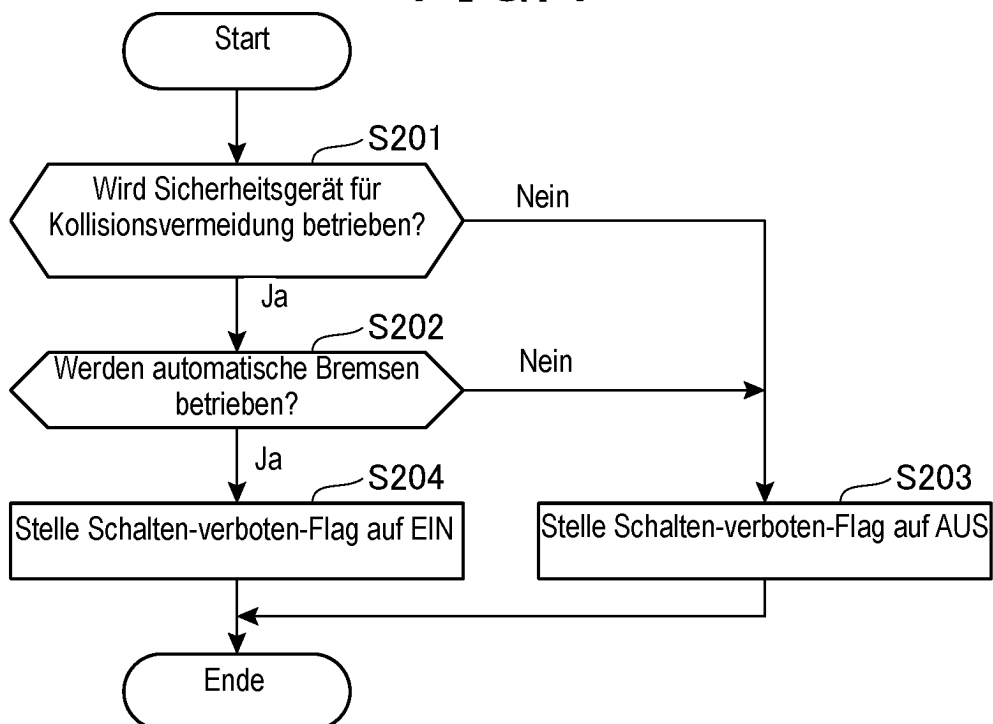 Start
S201
Wird Sicherheitsgerät für
Kollisionsvermeidung betrieben?
Nein
Ja
S202
Werden automatische Bremsen
betrieben?
Nein
Ja
S204
Stelle Schalten-verboten-Flag auf EIN
S203
Stelle Schalten-verboten-Flag auf AUS
Ende